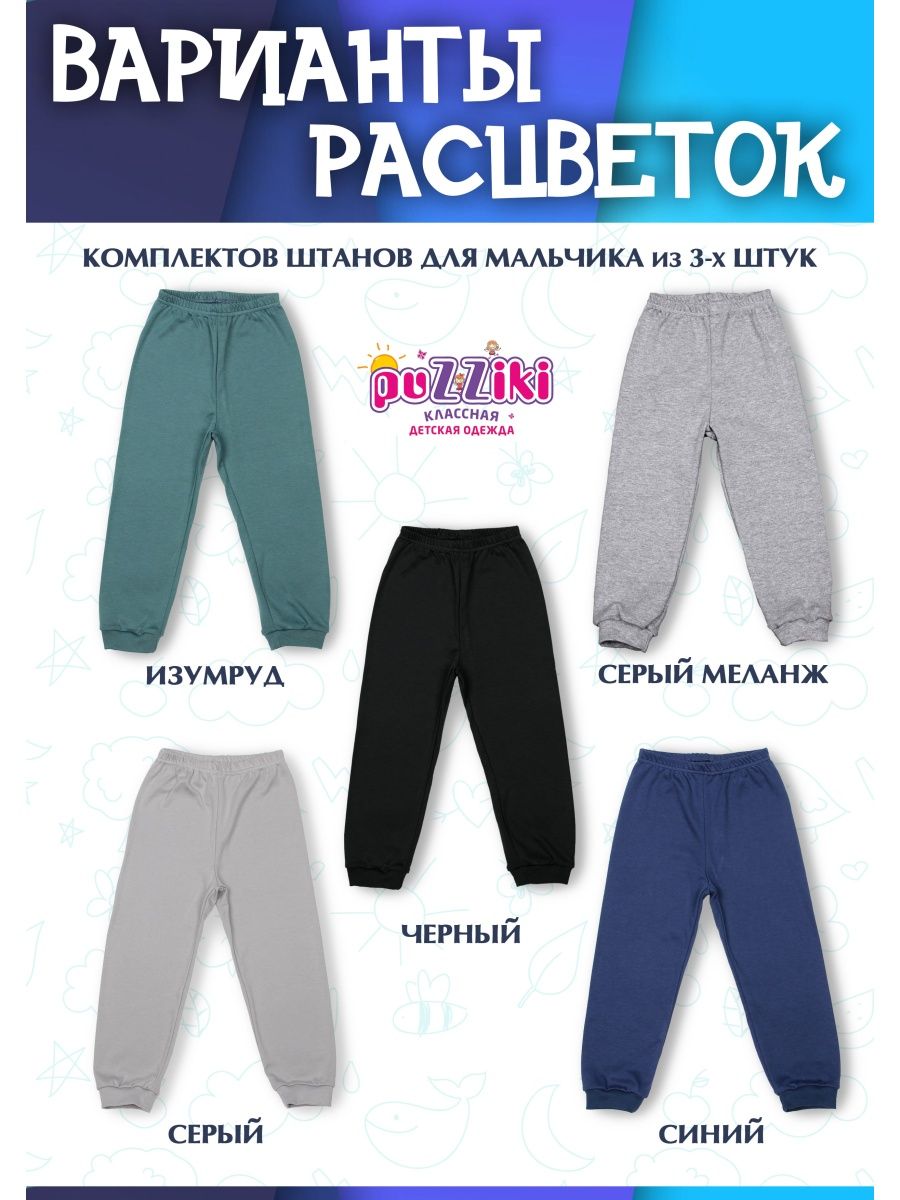 ВАРИАНТЫ
РАСЦВЕТОК
КОМПЛЕКТОВ ШТАНОВ ДЛЯ МАЛЬЧИКА из 3-х ШТУК
puZZiki
КЛАССНАЯ
ДЕТСКАЯ ОДЕЖДА
ИЗУМРУД
СЕРЫЙ МЕЛАНЖ
ЧЕРНЫЙ
СЕРЫЙ
СИНИЙ